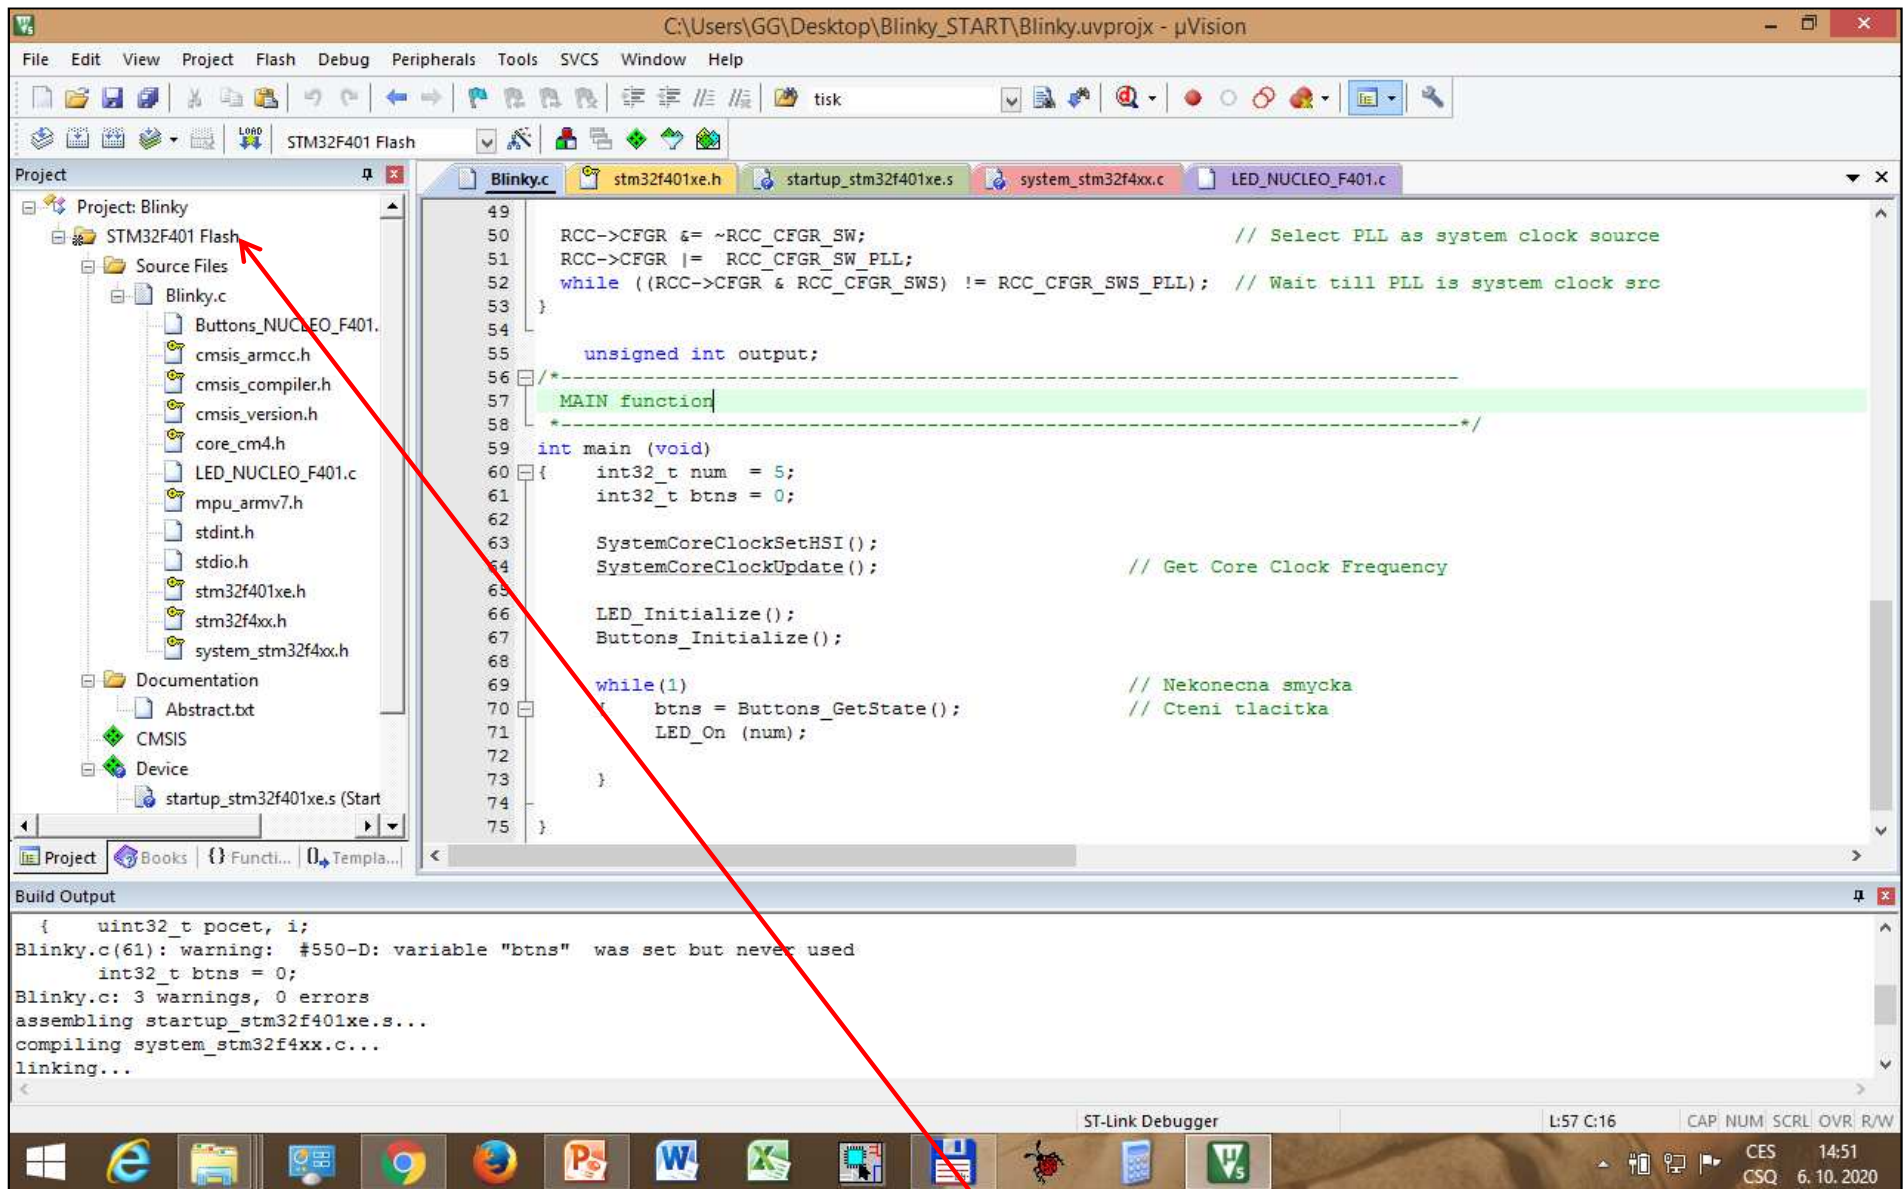 C:\Users\GG\Desktop\Blinky_START\Blinky.uvprojx - µVision
File Edit View Project Flash Debug Peripherals Tools SVCS Window Help
tisk
LOAD STM32F401 Flash
Project
Blinky.c stm32f401xe.h startup_stm32f401xe.s system_stm32f4xx.c LED_NUCLEO_F401.c
Project: Blinky
STM32F401 Flash
Source Files
Blinky.c
Buttons_NUCLEO_F401.
cmsis_armcc.h
cmsis_compiler.h
cmsis_version.h
core_cm4.h
LED_NUCLEO_F401.c
mpu_armv7.h
stdint.h
stdio.h
stm32f401xe.h
stm32f4xx.h
system_stm32f4xx.h
Documentation
Abstract.txt
CMSIS
Device
startup_stm32f401xe.s (Start
Project Books {} Functi... 0 Templa...
49
50 RCC->CFGR &= ~RCC_CFGR_SW; // Select PLL as system clock source
51 RCC->CFGR |= RCC_CFGR_SW_PLL;
52 while ((RCC->CFGR & RCC_CFGR_SWS) != RCC_CFGR_SWS_PLL); // Wait till PLL is system clock src
53 }
54
55 unsigned int output;
56 /*----------------------------------------------------------------------------
57 MAIN function
58 *----------------------------------------------------------------------------*/
59 int main (void)
60 { int32_t num = 5;
61 int32_t btns = 0;
62
63 SystemCoreClockSetHSI();
64 SystemCoreClockUpdate(); // Get Core Clock Frequency
65
66 LED_Initialize();
67 Buttons_Initialize();
68
69 while(1) // Nekonecna smycka
70 { btns = Buttons_GetState(); // Cteni tlacitka
71 LED_On (num);
72
73 }
74
75 }
Build Output
{ uint32_t pocet, i;
Blinky.c(61): warning: #550-D: variable "btns" was set but never used
int32_t btns = 0;
Blinky.c: 3 warnings, 0 errors
assembling startup_stm32f401xe.s...
compiling system_stm32f4xx.c...
linking...
ST-Link Debugger L:57 C:16 CAP NUM SCRL OVR R/W
CES 14:51
CSQ 6. 10. 2020